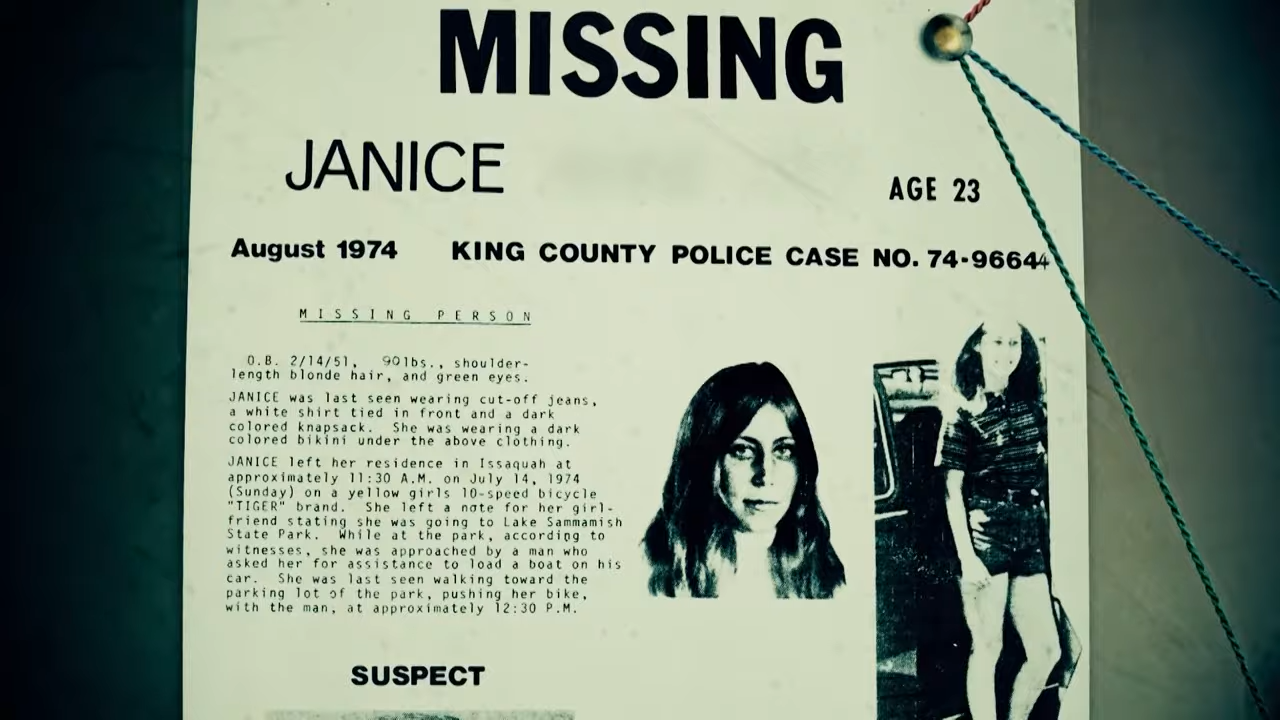 MISSING
JANICE
AGE 23
August 1974 KING COUNTY POLICE CASE NO. 74-96644
MISSING PERSON
O.B. 2/14/51, 90lbs., shoulder-
length blonde hair, and green eyes.
JANICE was last seen wearing cut-off jeans,
a white shirt tied in front and a dark
colored knapsack. She was wearing a dark
colored bikini under the above clothing.
JANICE left her residence in Issaquah at
approximately 11:30 A.M. on July 14, 1974
(Sunday) on a yellow girls 10-speed bicycle
"TIGER" brand. She left a note for her girl-
friend stating she was going to Lake Sammamish
State Park. While at the park, according to
witnesses, she was approached by a man who
asked her for assistance to load a boat on his
car. She was last seen walking toward the
parking lot of the park, pushing her bike,
with the man, at approximately 12:30 P.M.
SUSPECT